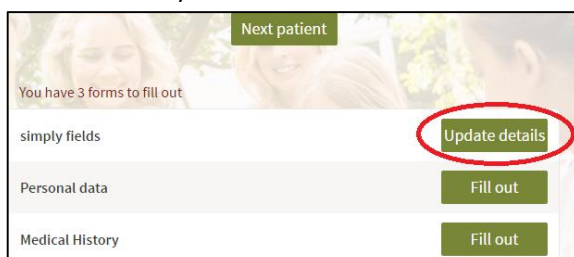 Next patient
You have 3 forms to fill out
simply fields
Update details
Personal data
Fill out
Medical History
Fill out